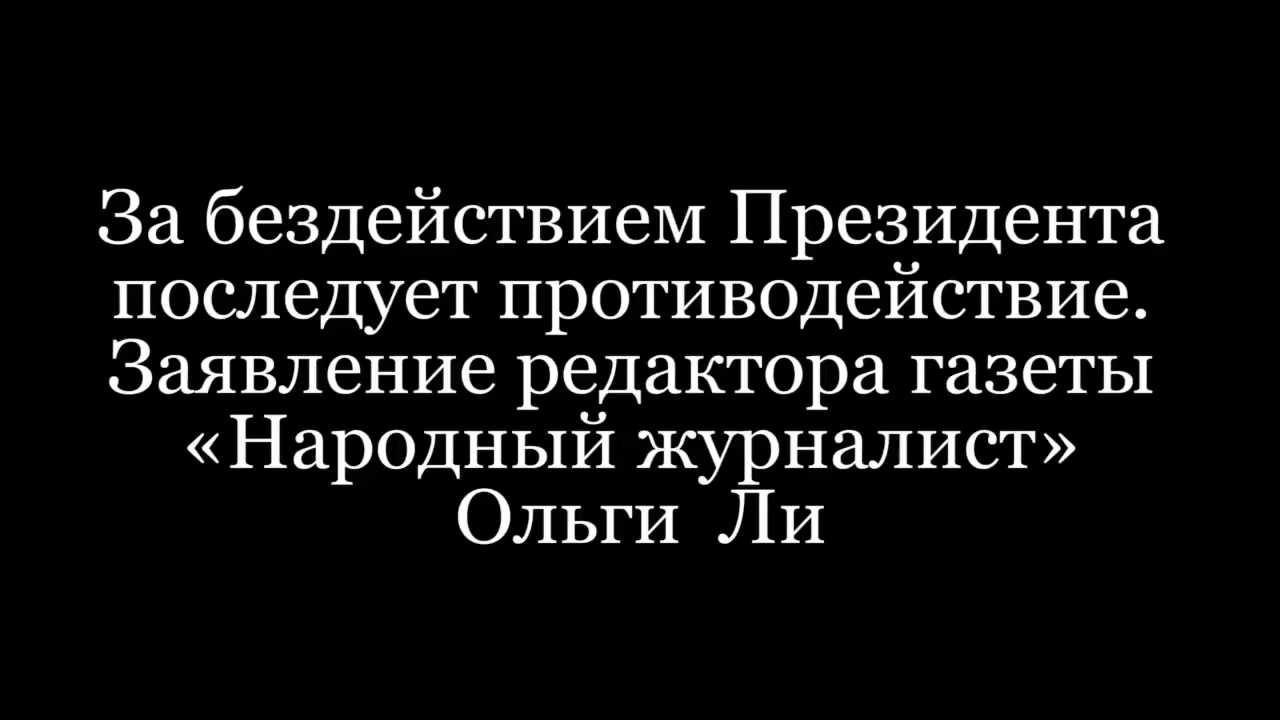 За бездействием Президента
последует противодействие.
Заявление редактора газеты
«Народный журналист»
Ольги Ли